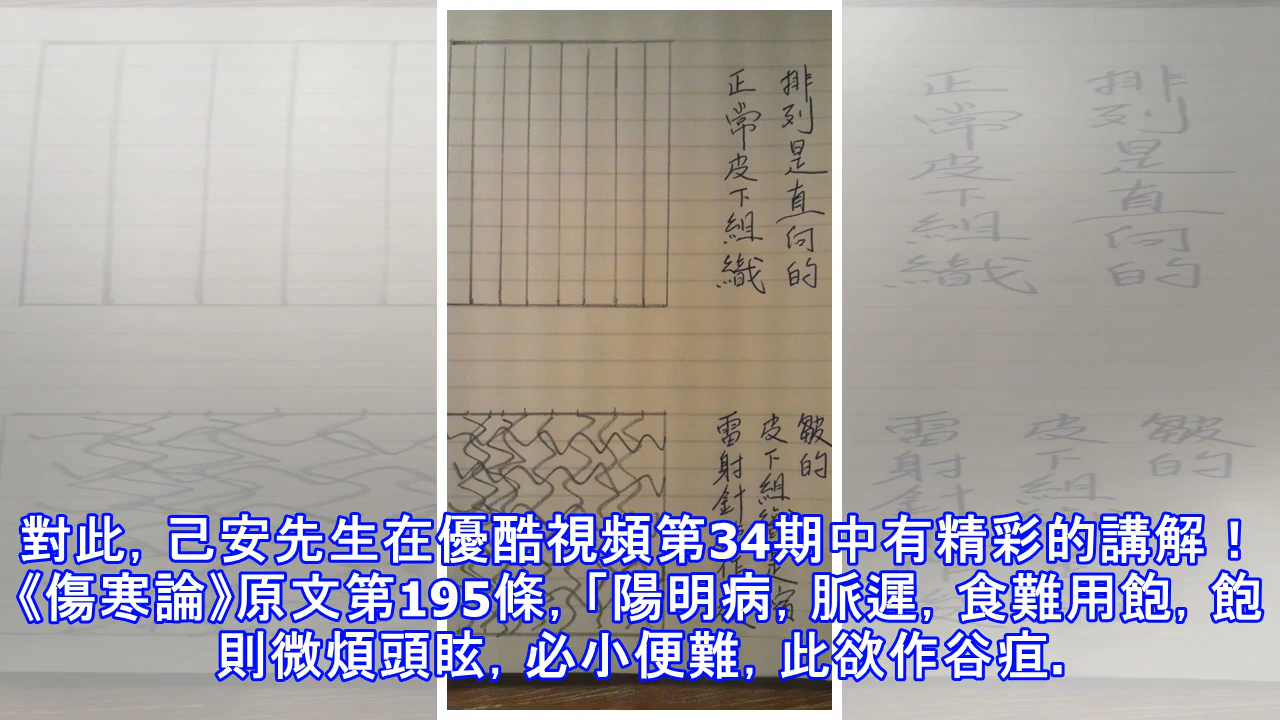 正常皮下組織
排列是直向的
雷射針
皮下組
皺的
對此, 己安先生在優酷視頻第34期中有精彩的講解！
《傷寒論》原文第195條,「陽明病, 脈遲, 食難用飽, 飽
則微煩頭眩, 必小便難, 此欲作谷疸.